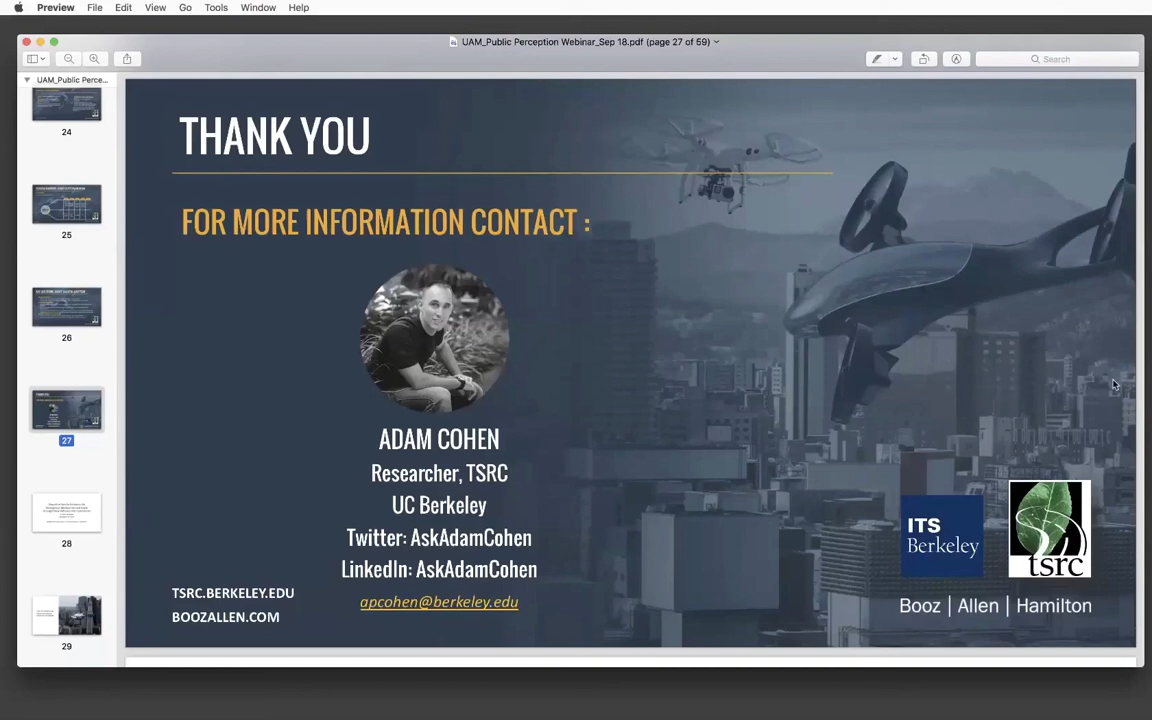 Preview File Edit View Go Tools Window Help
UAM_Public Perception Webinar_Sep 18.pdf (page 27 of 59)
Search
UAM_Public Perce...
24
25
26
27
28
29
THANK YOU
FOR MORE INFORMATION CONTACT :
ADAM COHEN
Researcher, TSRC
UC Berkeley
Twitter: AskAdamCohen
LinkedIn: AskAdamCohen
apcohen@berkeley.edu
TSRC.BERKELEY.EDU
BOOZALLEN.COM
ITS
Berkeley
tsrc
Booz | Allen | Hamilton